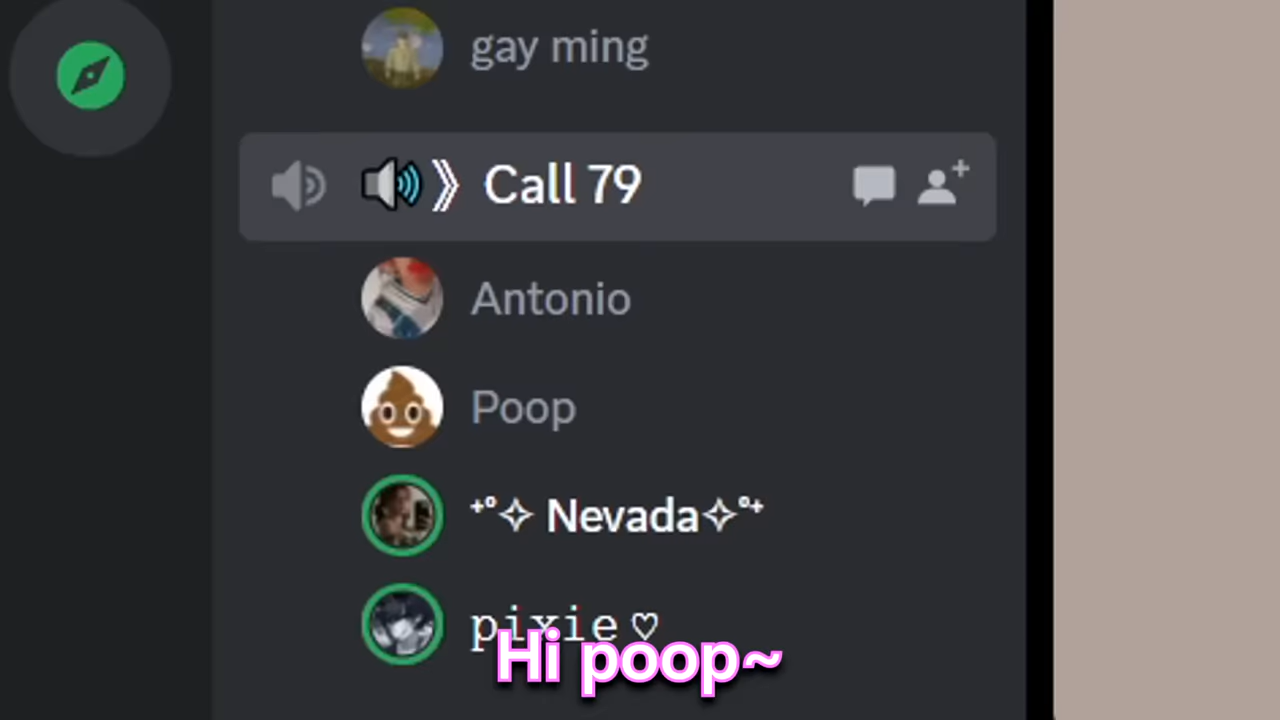 gay ming
🔊》 Call 79
Antonio
Poop
⁺˚✧ Nevada✧˚⁺
pixie♡
Hi poop~